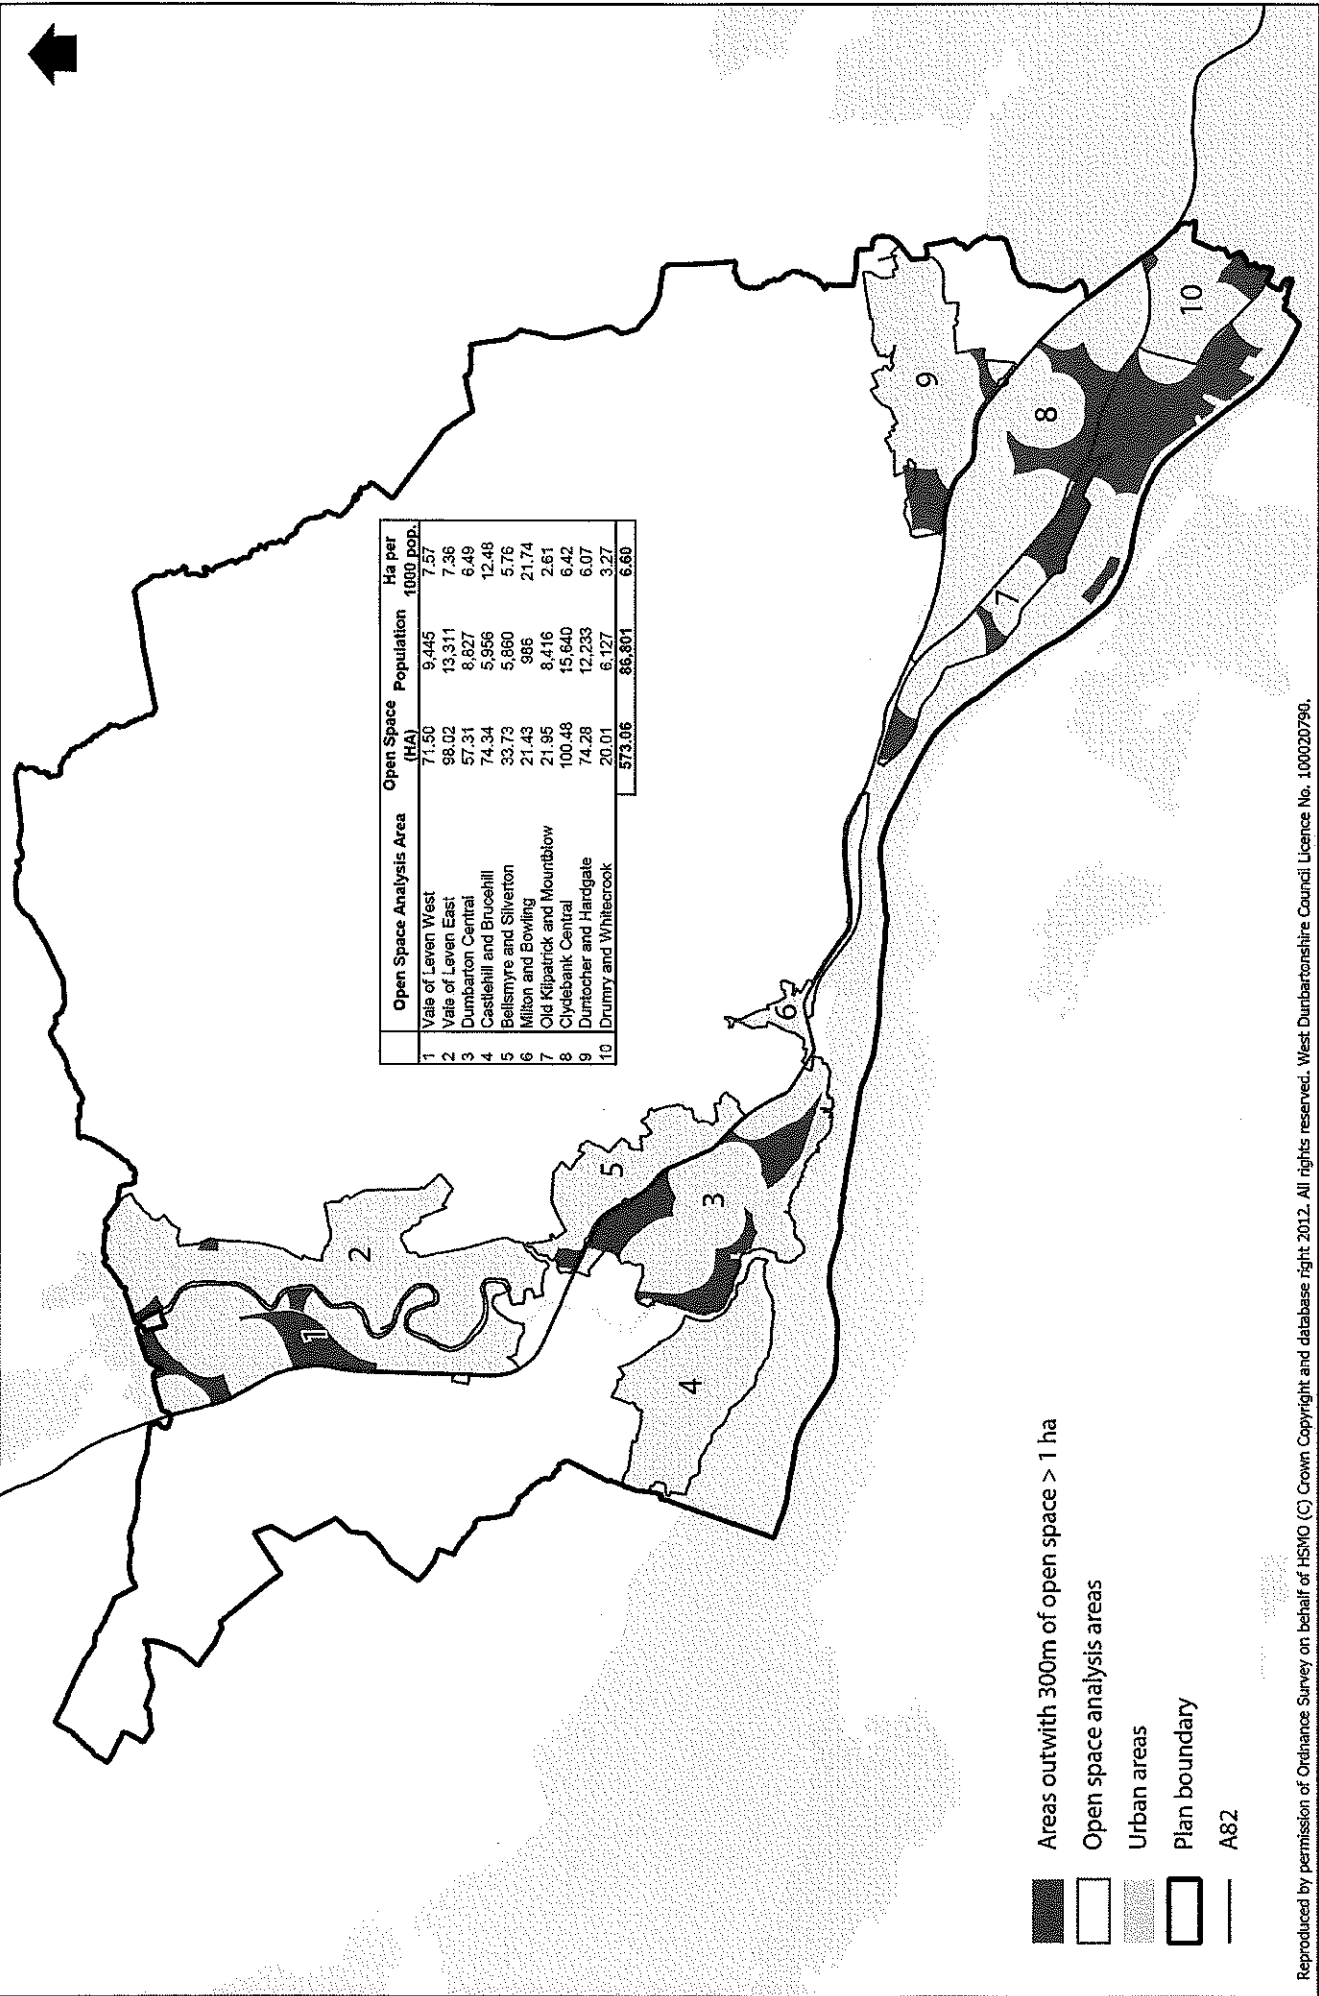 Open Space Analysis Area Open Space (HA) Population Ha per 1000 pop.
1 Vale of Leven West 71.50 9,445 7.57
2 Vale of Leven East 98.02 13,311 7.36
3 Dumbarton Central 57.31 8,827 6.49
4 Castlehill and Brucehill 74.34 5,956 12.48
5 Bellsmyre and Silverton 33.73 5,860 5.76
6 Milton and Bowling 21.43 986 21.74
7 Old Kilpatrick and Mountblow 21.95 8,416 2.61
8 Clydebank Central 100.48 15,640 6.42
9 Duntocher and Hardgate 74.28 12,233 6.07
10 Drumry and Whitecrook 20.01 6,127 3.27
573.06 86,801 6.60
1
2
3
4
5
6
7
8
9
10
Areas outwith 300m of open space > 1 ha
Open space analysis areas
Urban areas
Plan boundary
A82
Reproduced by permission of Ordnance Survey on behalf of HSMO (C) Crown Copyright and database right 2012. All rights reserved. West Dunbartonshire Council Licence No. 100020790.